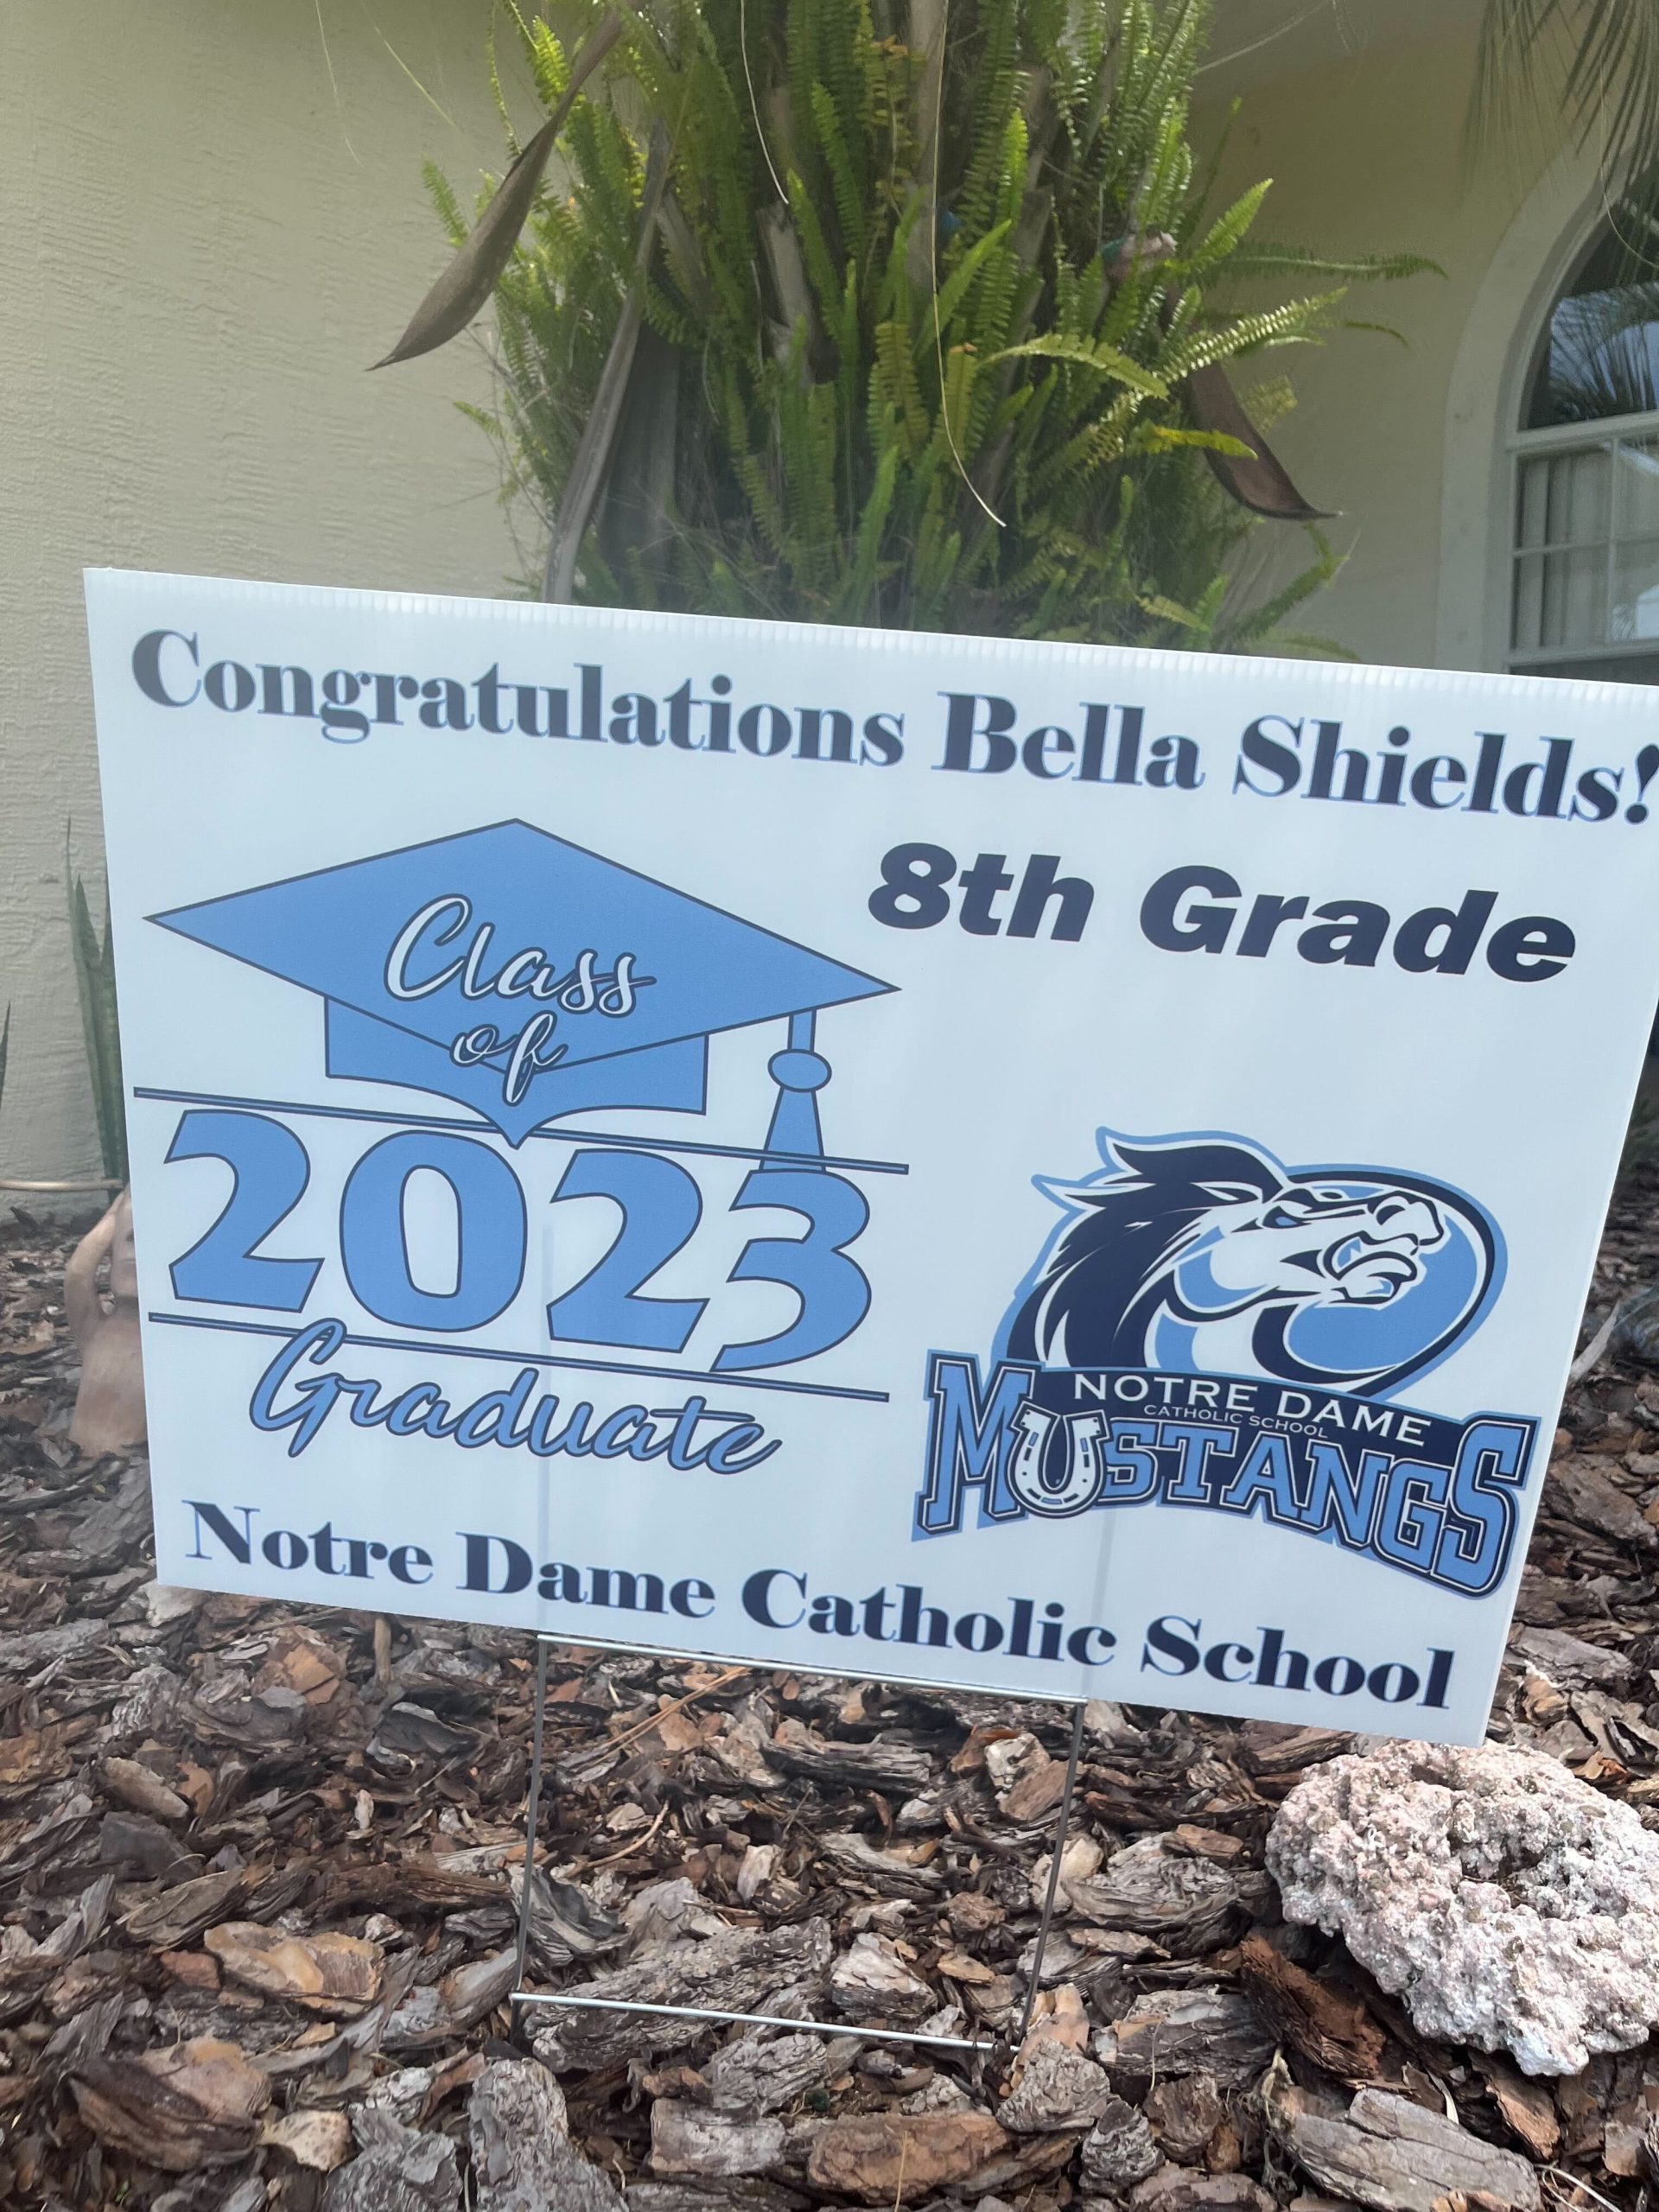 Congratulations Bella Shields!
8th Grade
Class
of
2023
Graduate
NOTRE DAME
CATHOLIC SCHOOL
MUSTANGS
Notre Dame Catholic School